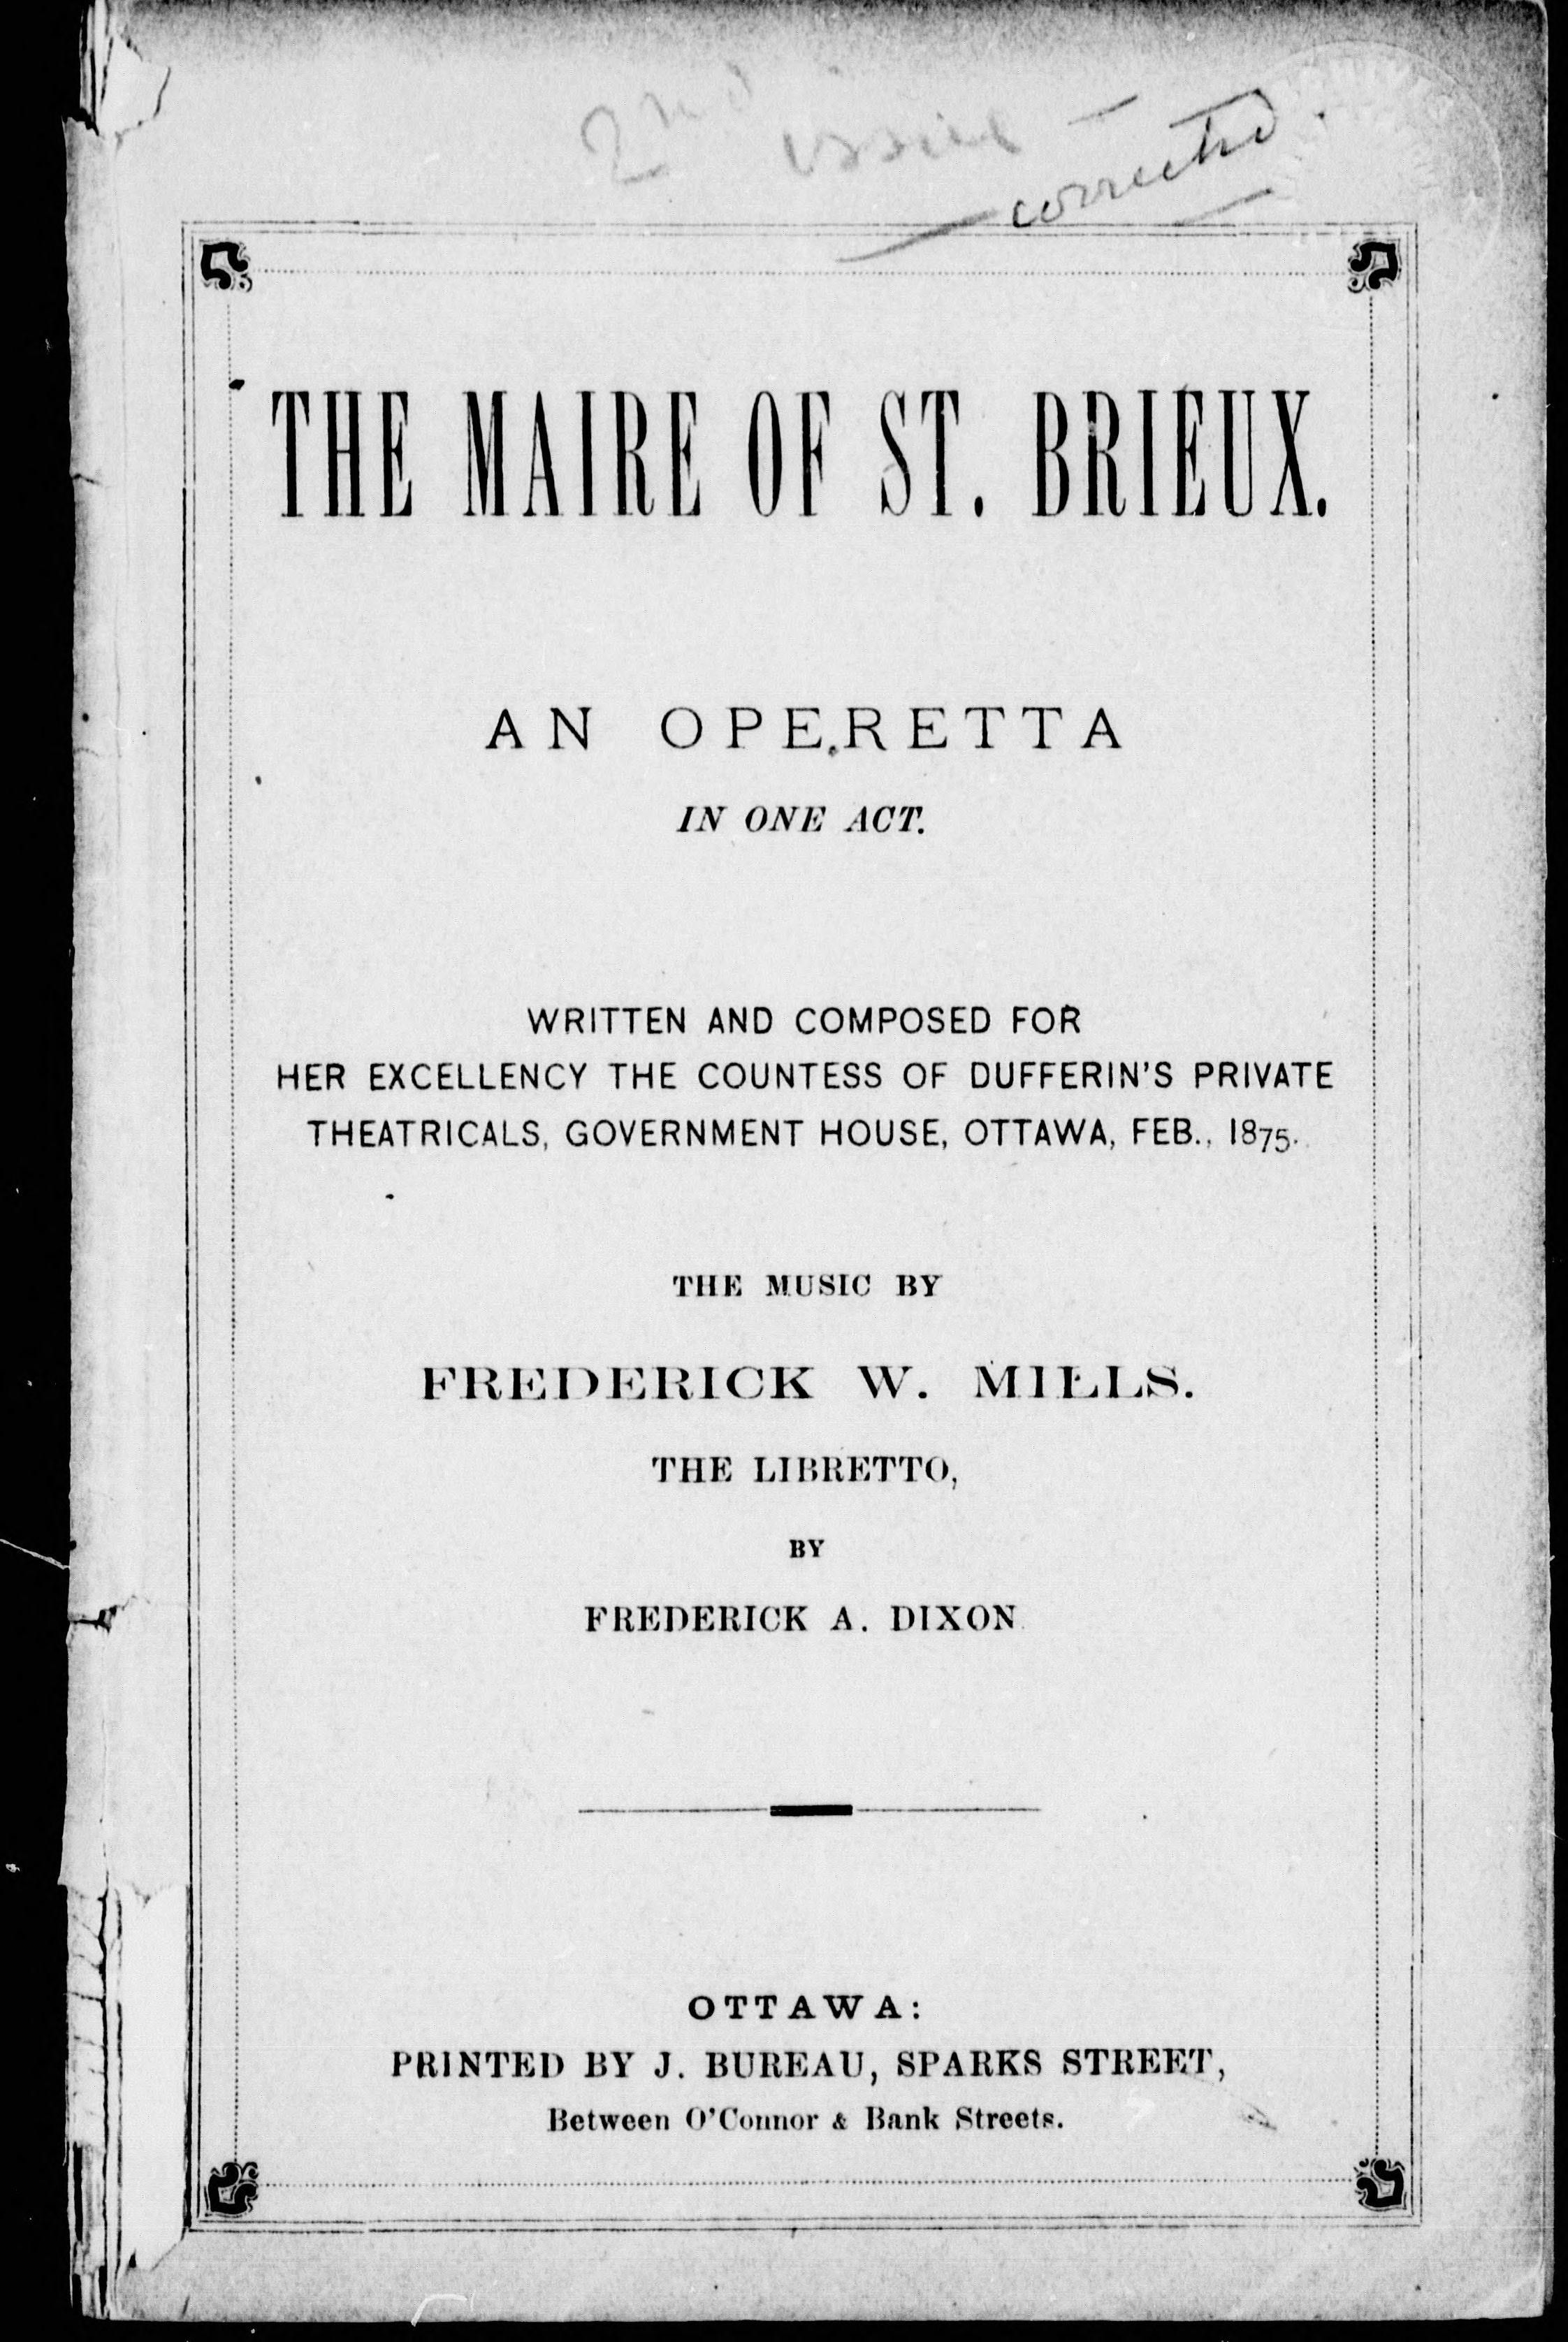 2nd issue -
corrected.
THE MAIRE OF ST. BRIEUX.
AN OPERETTA
IN ONE ACT.
WRITTEN AND COMPOSED FOR
HER EXCELLENCY THE COUNTESS OF DUFFERIN'S PRIVATE
THEATRICALS, GOVERNMENT HOUSE, OTTAWA, FEB., 1875.
THE MUSIC BY
FREDERICK W. MILLS.
THE LIBRETTO,
BY
FREDERICK A. DIXON
OTTAWA:
PRINTED BY J. BUREAU, SPARKS STREET,
Between O'Connor & Bank Streets.